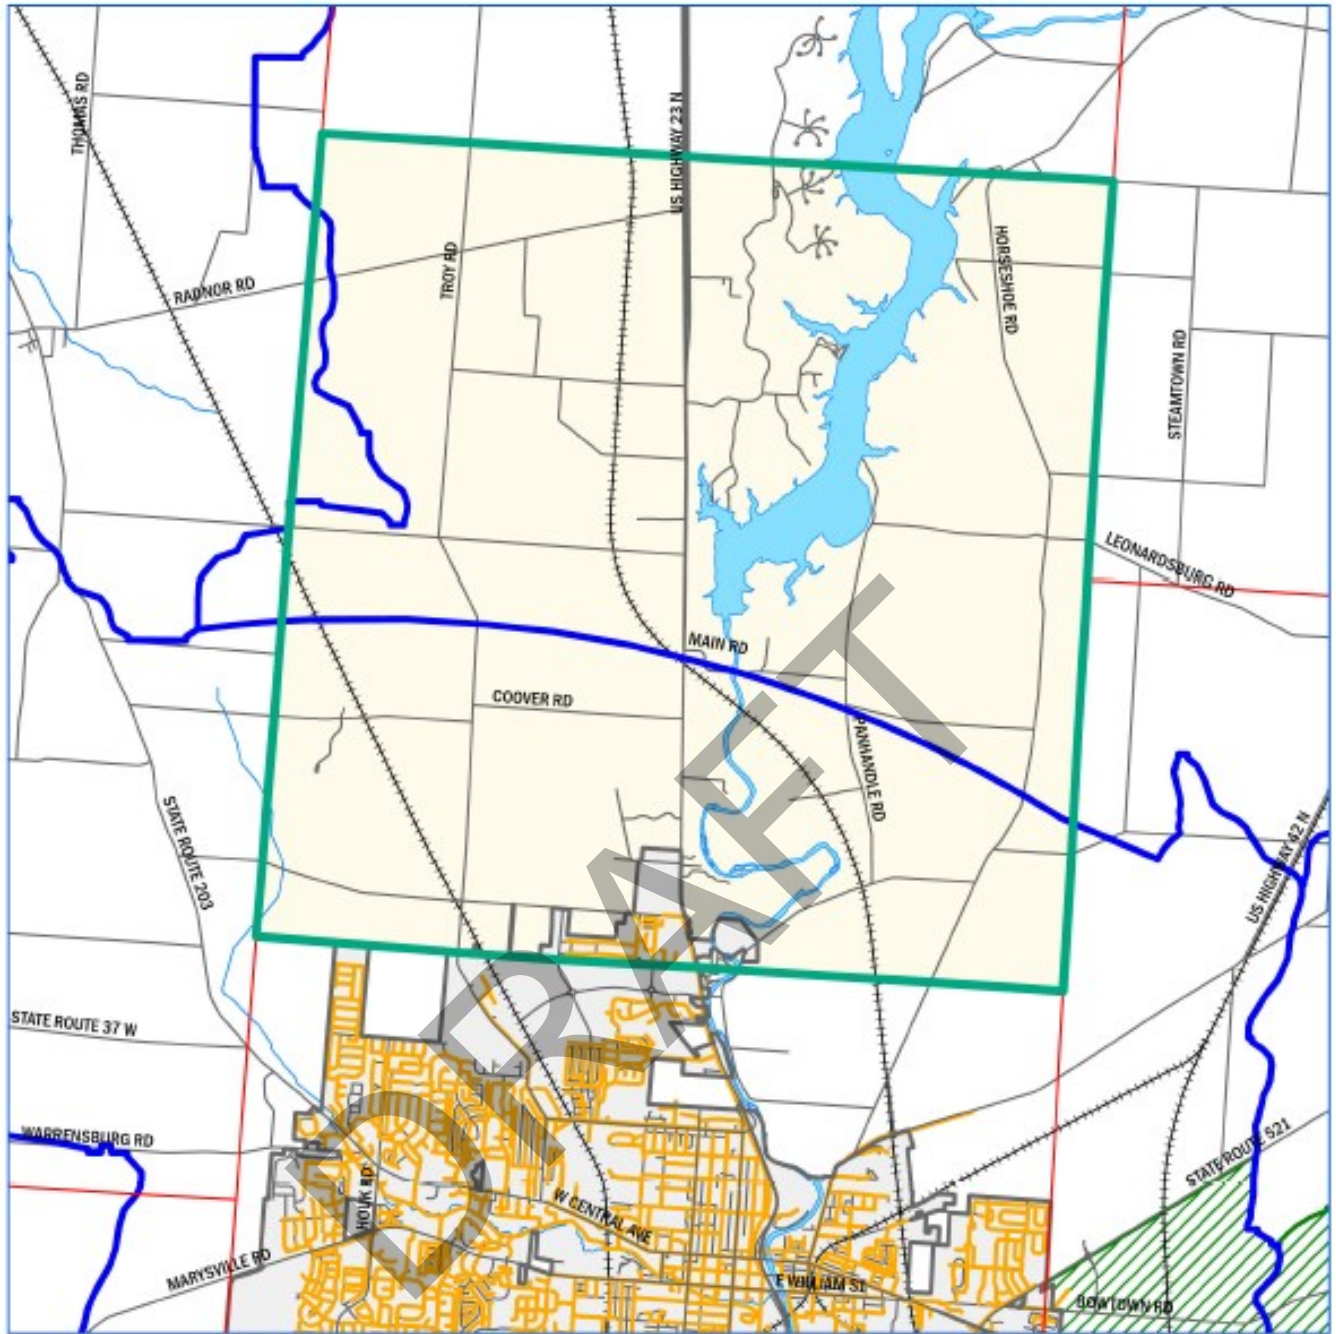 THOMAS RD
US HIGHWAY 23 N
TROY RD
HORSESHOE RD
RADNOR RD
STEAMTOWN RD
LEONARDSBURG RD
MAIN RD
COOVER RD
PANHANDLE RD
STATE ROUTE 203
US HIGHWAY 42 N
DRAFT
STATE ROUTE 37 W
WARRENSBURG RD
STATE ROUTE 521
HOUK RD
W CENTRAL AVE
MARYSVILLE RD
E WILLIAM ST
BOWTOWN RD